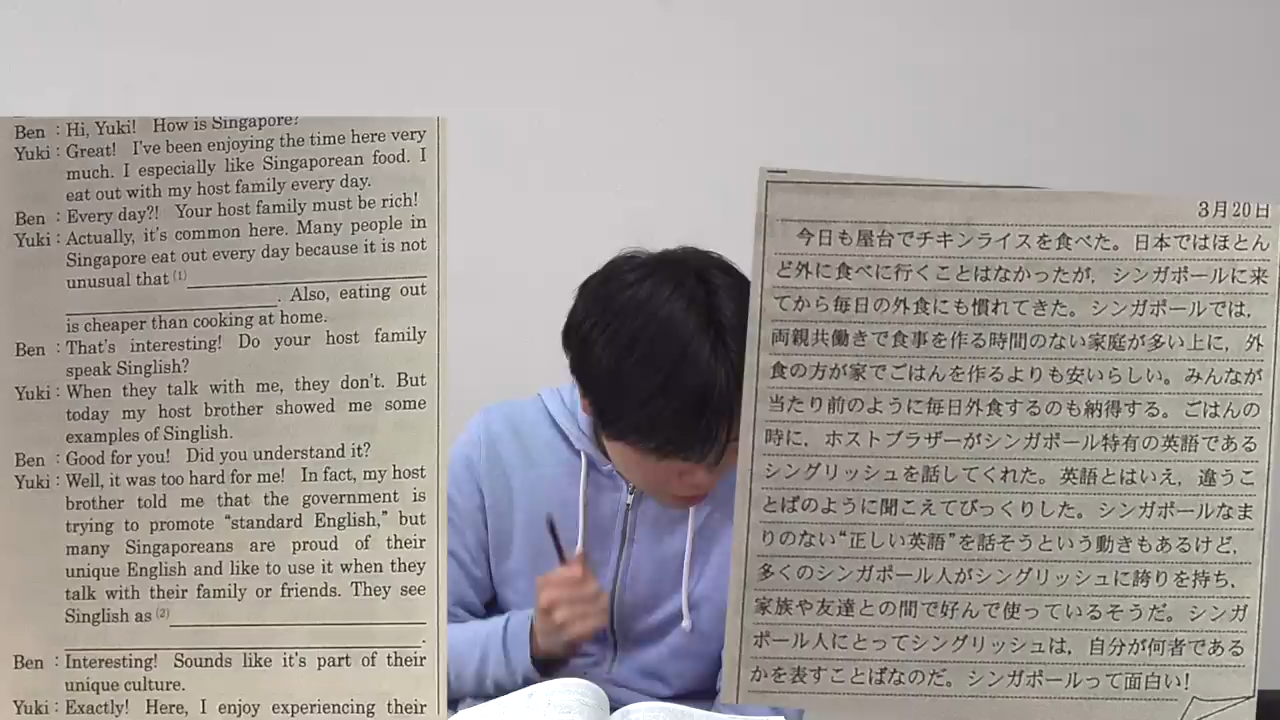 Ben : Hi, Yuki! How is Singapore?
Yuki : Great! I've been enjoying the time here very
much. I especially like Singaporean food. I
eat out with my host family every day.
Ben : Every day?! Your host family must be rich!
Yuki : Actually, it's common here. Many people in
Singapore eat out every day because it is not
unusual that (1)
. Also, eating out
is cheaper than cooking at home.
Ben : That's interesting! Do your host family
speak Singlish?
Yuki : When they talk with me, they don't. But
today my host brother showed me some
examples of Singlish.
Ben : Good for you! Did you understand it?
Yuki : Well, it was too hard for me! In fact, my host
brother told me that the government is
trying to promote “standard English,” but
many Singaporeans are proud of their
unique English and like to use it when they
talk with their family or friends. They see
Singlish as (2)
.
Ben : Interesting! Sounds like it's part of their
unique culture.
Yuki : Exactly! Here, I enjoy experiencing their
3月20日
今日も屋台でチキンライスを食べた。日本ではほとん
ど外に食べに行くことはなかったが，シンガポールに来
てから毎日の外食にも慣れてきた。シンガポールでは，
両親共働きで食事を作る時間のない家庭が多い上に，外
食の方が家でごはんを作るよりも安いらしい。みんなが
当たり前のように毎日外食するのも納得する。ごはんの
時に，ホストブラザーがシンガポール特有の英語である
シングリッシュを話してくれた。英語とはいえ，違うこ
とばのように聞こえてびっくりした。シンガポールなま
りのない“正しい英語”を話そうという動きもあるけど，
多くのシンガポール人がシングリッシュに誇りを持ち，
家族や友達との間で好んで使っているそうだ。シンガ
ポール人にとってシングリッシュは，自分が何者である
かを表すことばなのだ。シンガポールって面白い!